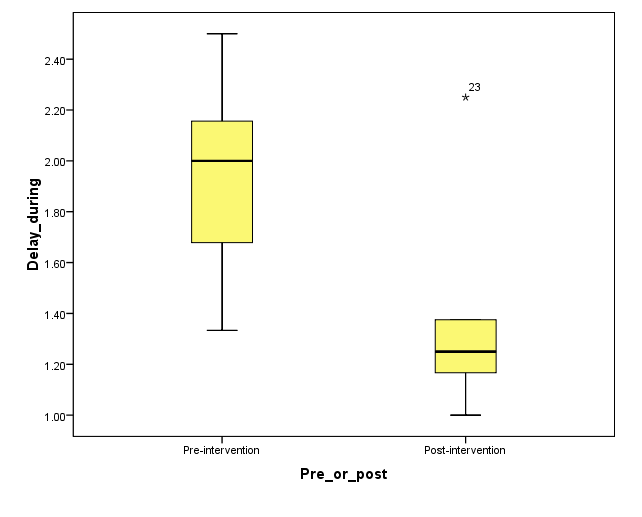 Delay_during
2.40
2.20
2.00
1.80
1.60
1.40
1.20
1.00
23
*
Pre-intervention
Post-intervention
Pre_or_post